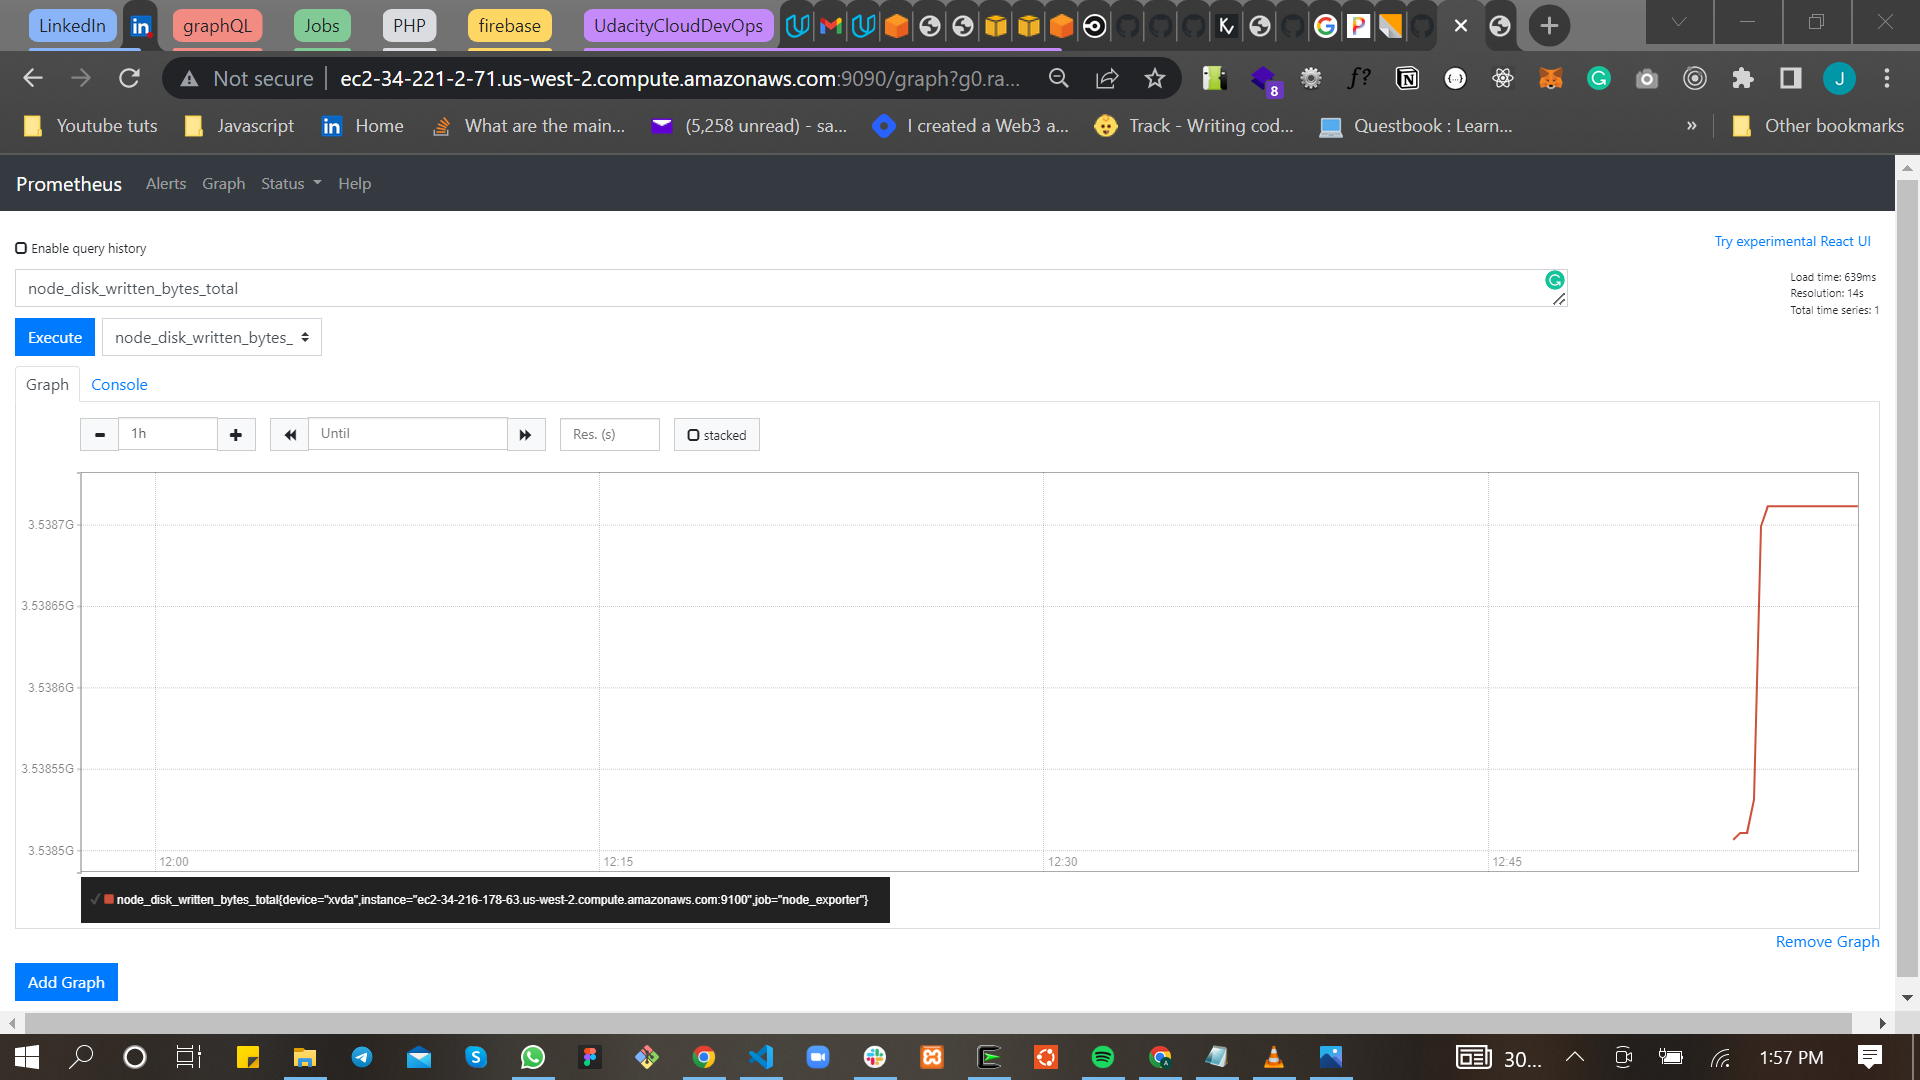 LinkedIn graphQL Jobs PHP firebase UdacityCloudDevOps
Not secure ec2-34-221-2-71.us-west-2.compute.amazonaws.com:9090/graph?g0.ra... 8 J
Youtube tuts Javascript Home What are the main... (5,258 unread) - sa... I created a Web3 a... Track - Writing cod... Questbook : Learn... » Other bookmarks
Prometheus Alerts Graph Status Help
Enable query history
Try experimental React UI
node_disk_written_bytes_total
Load time: 639ms
Resolution: 14s
Total time series: 1
Execute node_disk_written_bytes_
Graph Console
1h Until Res. (s) stacked
3.5387G
3.53865G
3.5386G
3.53855G
3.5385G
12:00 12:15 12:30 12:45
node_disk_written_bytes_total{device="xvda",instance="ec2-34-216-178-63.us-west-2.compute.amazonaws.com:9100",job="node_exporter"}
Remove Graph
Add Graph
30... 1:57 PM